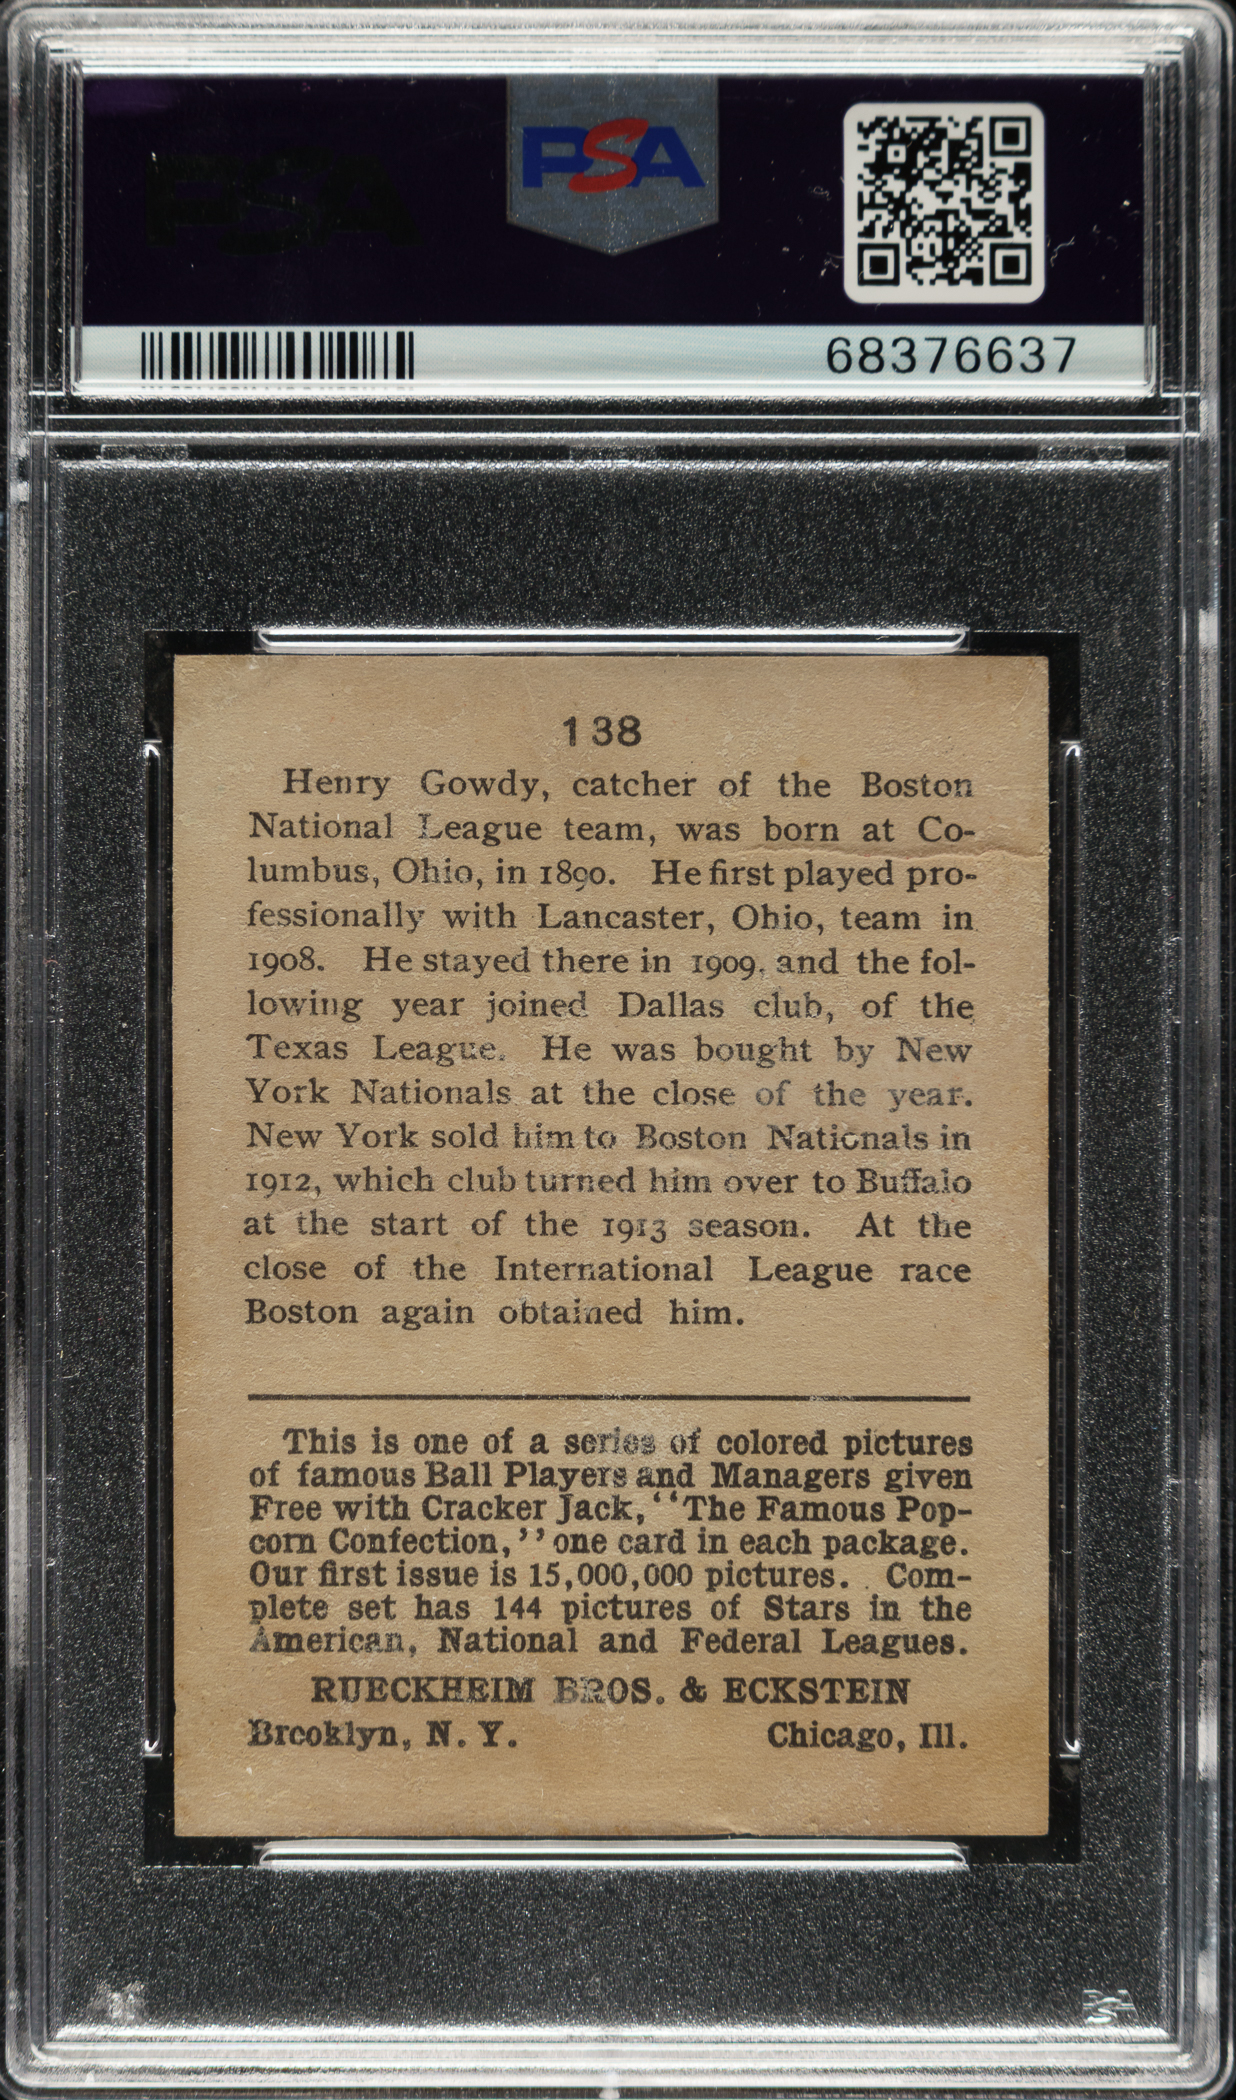 PSA
68376637
138
Henry Gowdy, catcher of the Boston
National League team, was born at Co-
lumbus, Ohio, in 1890. He first played pro-
fessionally with Lancaster, Ohio, team in
1908. He stayed there in 1909, and the fol-
lowing year joined Dallas club, of the
Texas League. He was bought by New
York Nationals at the close of the year.
New York sold him to Boston Nationals in
1912, which club turned him over to Buffalo
at the start of the 1913 season. At the
close of the International League race
Boston again obtained him.
This is one of a series of colored pictures
of famous Ball Players and Managers given
Free with Cracker Jack, "The Famous Pop-
corn Confection," one card in each package.
Our first issue is 15,000,000 pictures. Com-
plete set has 144 pictures of Stars in the
American, National and Federal Leagues.
RUECKHEIM BROS. & ECKSTEIN
Brooklyn, N. Y. Chicago, Ill.
PSA